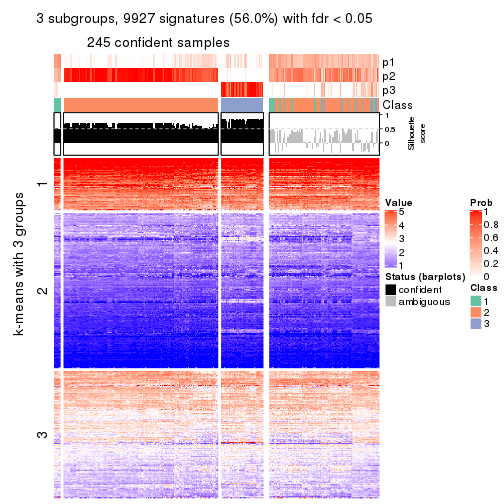 3 subgroups, 9927 signatures (56.0%) with fdr < 0.05
245 confident samples
p1
p2
p3
Class
1
0.5
0
Silhouette
score
k-means with 3 groups
1
2
3
Value
5
4
3
2
1
Status (barplots)
confident
ambiguous
Prob
1
0.8
0.6
0.4
0.2
0
Class
1
2
3